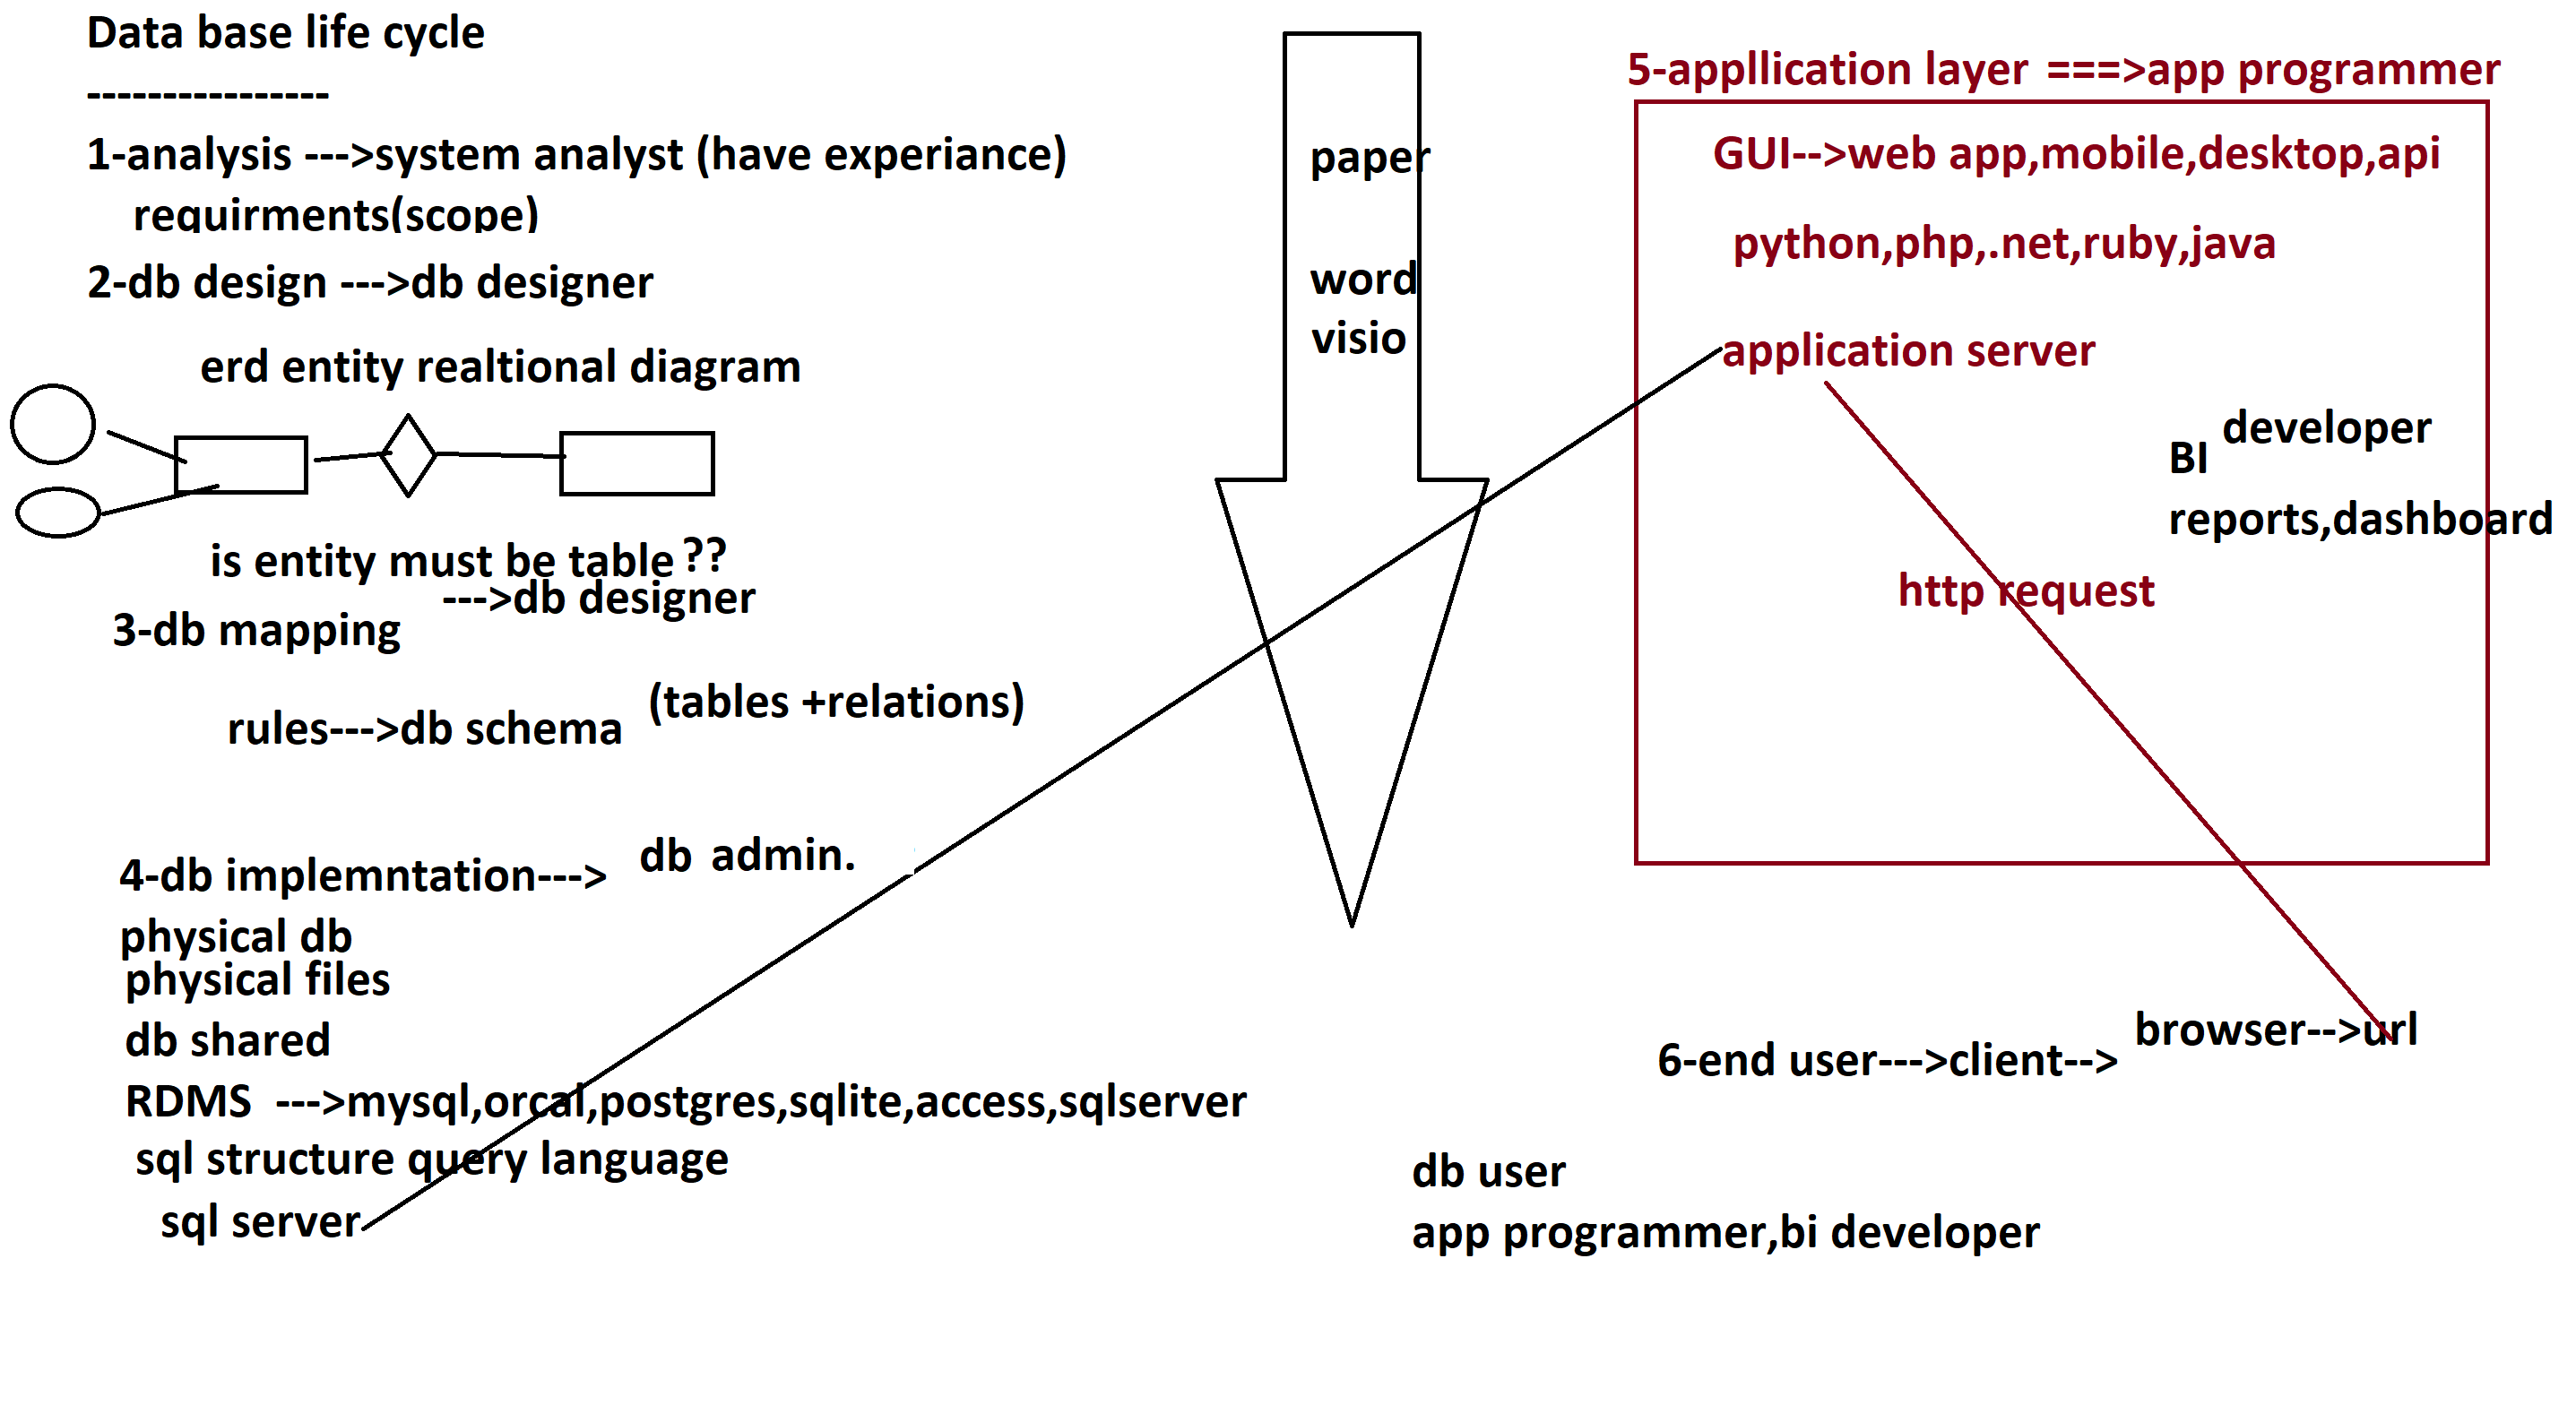 Data base life cycle
----------------
1-analysis --->system analyst (have experiance)
requirments(scope)
2-db design --->db designer
erd entity realtional diagram
is entity must be table ??
--->db designer
3-db mapping
rules--->db schema (tables +relations)
4-db implemntation---> db admin.
physical db
physical files
db shared
RDMS --->mysql,orcal,postgres,sqlite,access,sqlserver
sql structure query language
sql server
paper
word
visio
5-appllication layer ===>app programmer
GUI-->web app,mobile,desktop,api
python,php,.net,ruby,java
application server
developer
BI
reports,dashboard
http request
6-end user--->client--> browser-->url
db user
app programmer,bi developer